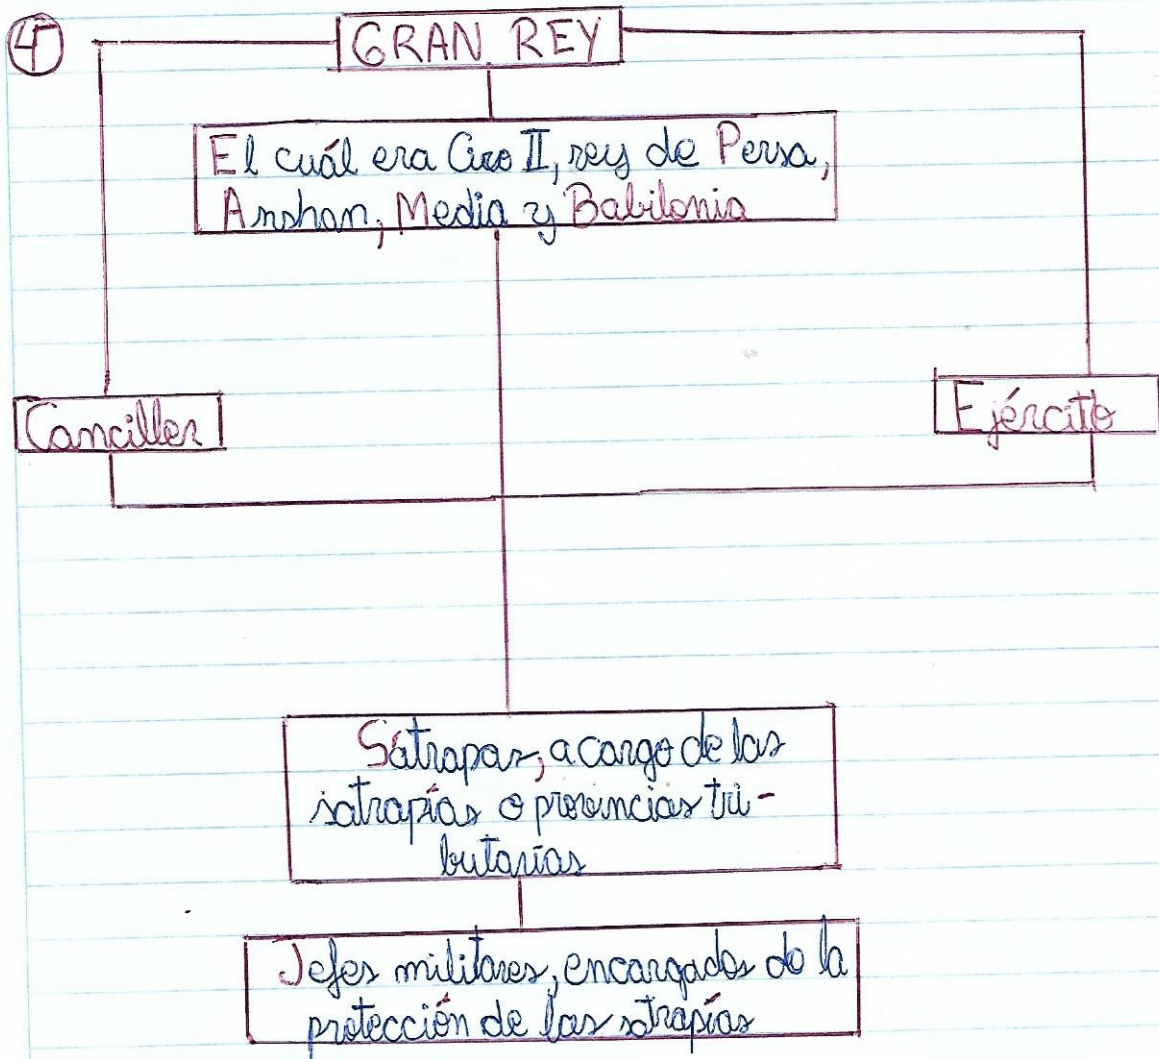 4
GRAN REY
El cuál era Ciro II, rey de Persa,
Anshan, Media y Babilonia
Canciller
Ejército
Sátrapas, a cargo de las
satrapías o provincias tri-
butarias
Jefes militares, encargados de la
protección de las satrapías